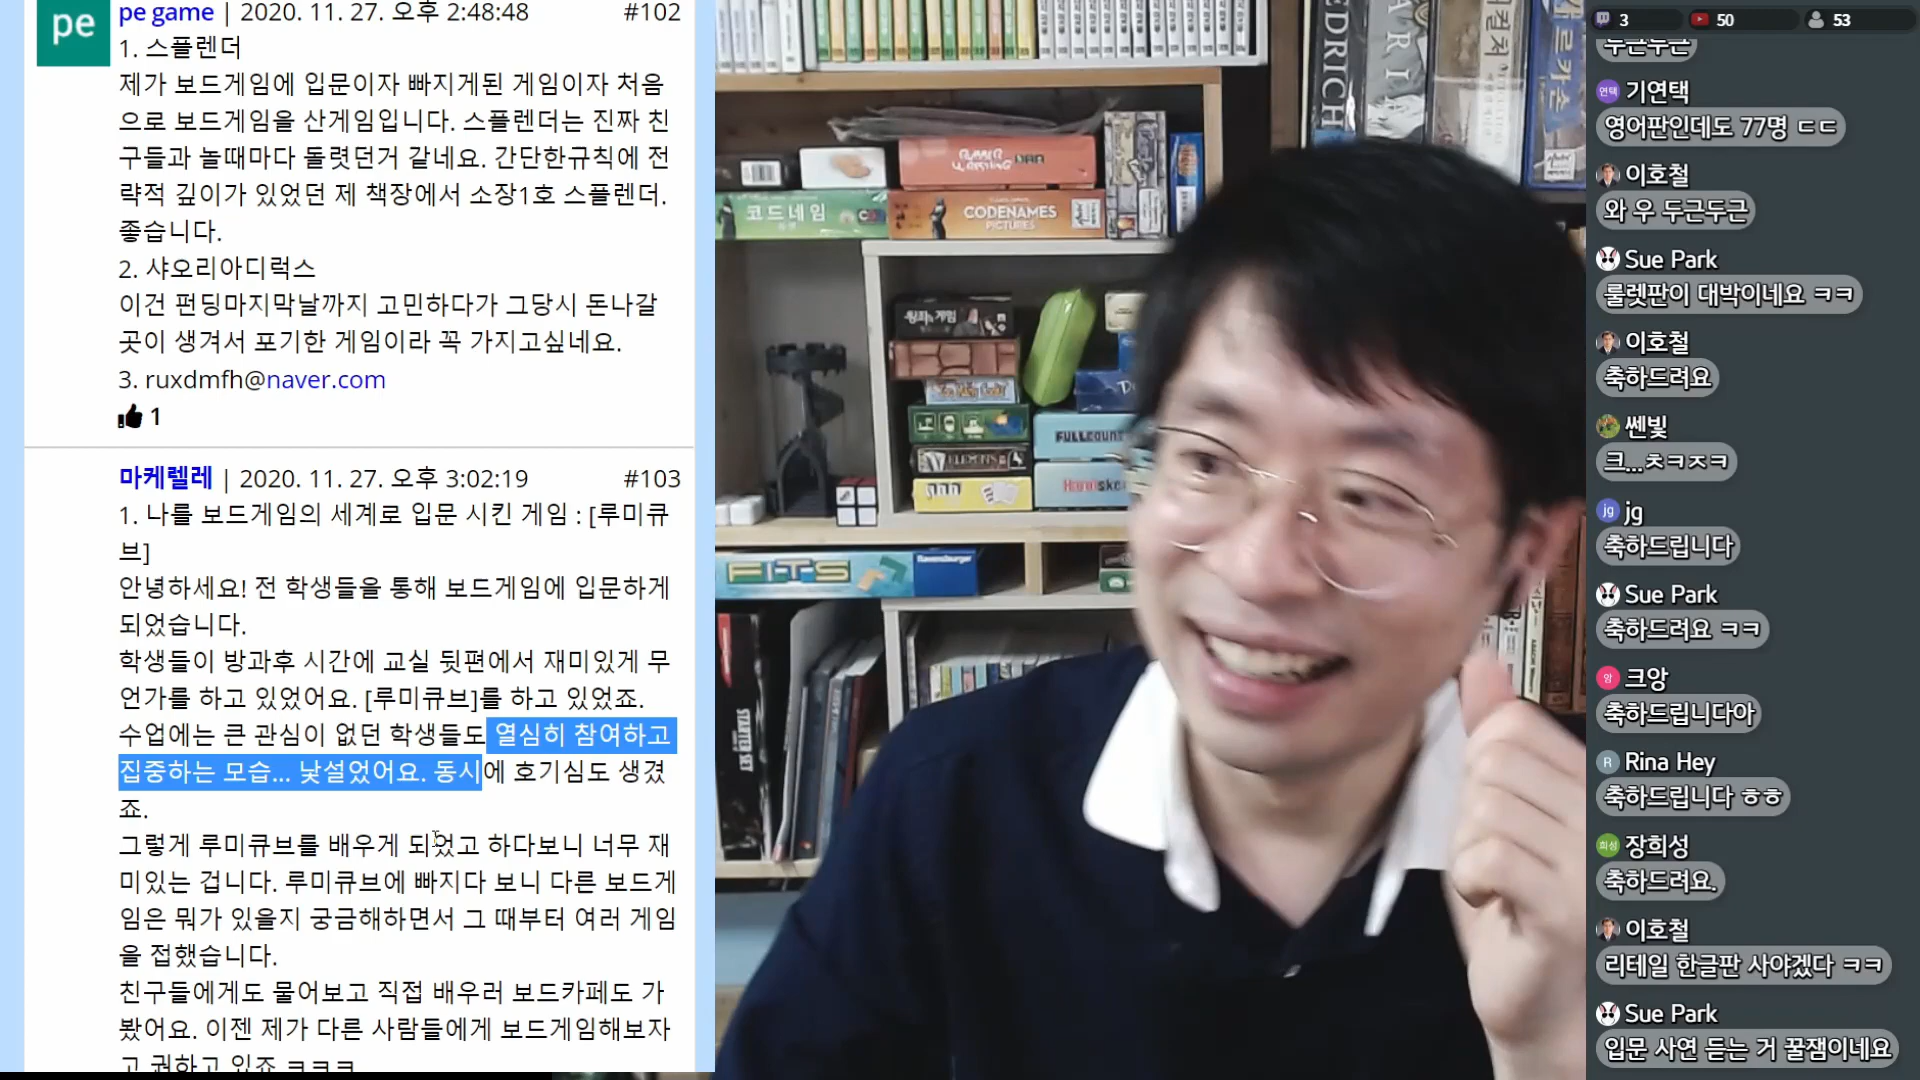 pe
pe game | 2020. 11. 27. 오후 2:48:48 #102
1. 스플렌더
제가 보드게임에 입문이자 빠지게된 게임이자 처음
으로 보드게임을 산게임입니다. 스플렌더는 진짜 친
구들과 놀때마다 돌렷던거 같네요. 간단한규칙에 전
략적 깊이가 있었던 제 책장에서 소장1호 스플렌더.
좋습니다.
2. 샤오리아디럭스
이건 펀딩마지막날까지 고민하다가 그당시 돈나갈
곳이 생겨서 포기한 게임이라 꼭 가지고싶네요.
3. ruxdmfh@naver.com
1
마케렐레 | 2020. 11. 27. 오후 3:02:19 #103
1. 나를 보드게임의 세계로 입문 시킨 게임 : [루미큐
브]
안녕하세요! 전 학생들을 통해 보드게임에 입문하게
되었습니다.
학생들이 방과후 시간에 교실 뒷편에서 재미있게 무
언가를 하고 있었어요. [루미큐브]를 하고 있었죠.
수업에는 큰 관심이 없던 학생들도 열심히 참여하고
집중하는 모습... 낯설었어요. 동시에 호기심도 생겼
죠.
그렇게 루미큐브를 배우게 되었고 하다보니 너무 재
미있는 겁니다. 루미큐브에 빠지다 보니 다른 보드게
임은 뭐가 있을지 궁금해하면서 그 때부터 여러 게임
을 접했습니다.
친구들에게도 물어보고 직접 배우러 보드카페도 가
봤어요. 이젠 제가 다른 사람들에게 보드게임해보자
고 권하고 있죠 ㅋㅋㅋ
코드네임
CODENAMES
PICTURES
FULLCOUNT
ELEMENTS
FITS
Ravensburger
EDRICH
3 50 53
두근두근
연택 기연택
영어판인데도 77명 ㄷㄷ
이호철
와 우 두근두근
Sue Park
룰렛판이 대박이네요 ㅋㅋ
이호철
축하드려요
쎈빛
크...ㅊㅋㅈㅋ
jg jg
축하드립니다
Sue Park
축하드려요 ㅋㅋ
암 크앙
축하드립니다아
R Rina Hey
축하드립니다 ㅎㅎ
희성 장희성
축하드려요.
이호철
리테일 한글판 사야겠다 ㅋㅋ
Sue Park
입문 사연 듣는 거 꿀잼이네요